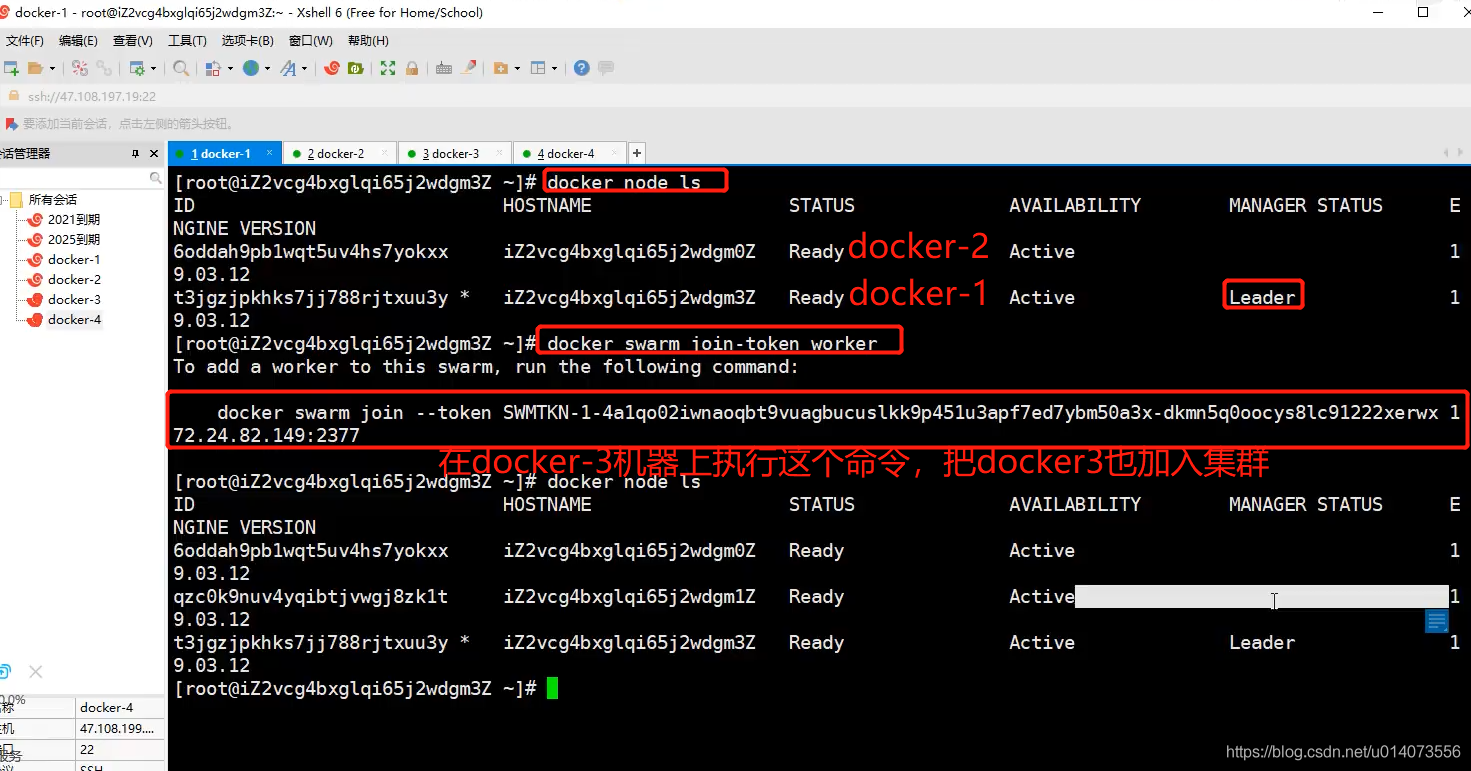 docker-1 - root@iZ2vcg4bxglqi65j2wdgm3Z:~ - Xshell 6 (Free for Home/School)
文件(F) 编辑(E) 查看(V) 工具(T) 选项卡(B) 窗口(W) 帮助(H)
ssh://47.108.197.19:22
要添加当前会话，点击左侧的箭头按钮。
话管理器
1 docker-1
2 docker-2
3 docker-3
4 docker-4
所有会话
2021到期
2025到期
docker-1
docker-2
docker-3
docker-4
[root@iZ2vcg4bxglqi65j2wdgm3Z ~]# docker node ls
ID HOSTNAME STATUS AVAILABILITY MANAGER STATUS E
NGINE VERSION
6oddah9pb1wqt5uv4hs7yokxx iZ2vcg4bxglqi65j2wdgm0Z Ready docker-2 Active 1
9.03.12
t3jgzjpkhks7jj788rjtxuu3y * iZ2vcg4bxglqi65j2wdgm3Z Ready docker-1 Active Leader 1
9.03.12
[root@iZ2vcg4bxglqi65j2wdgm3Z ~]# docker swarm join-token worker
To add a worker to this swarm, run the following command:
docker swarm join --token SWMTKN-1-4a1qo02iwnaoqbt9vuagbucuslkk9p451u3apf7ed7ybm50a3x-dkmn5q0oocys8lc91222xerwx 1
72.24.82.149:2377
在docker-3机器上执行这个命令，把docker3也加入集群
[root@iZ2vcg4bxglqi65j2wdgm3Z ~]# docker node ls
ID HOSTNAME STATUS AVAILABILITY MANAGER STATUS E
NGINE VERSION
6oddah9pb1wqt5uv4hs7yokxx iZ2vcg4bxglqi65j2wdgm0Z Ready Active 1
9.03.12
qzc0k9nuv4yqibtjvwgj8zk1t iZ2vcg4bxglqi65j2wdgm1Z Ready Active 1
9.03.12
t3jgzjpkhks7jj788rjtxuu3y * iZ2vcg4bxglqi65j2wdgm3Z Ready Active Leader 1
9.03.12
[root@iZ2vcg4bxglqi65j2wdgm3Z ~]#
docker-4
47.108.199....
22
SSH
https://blog.csdn.net/u014073556